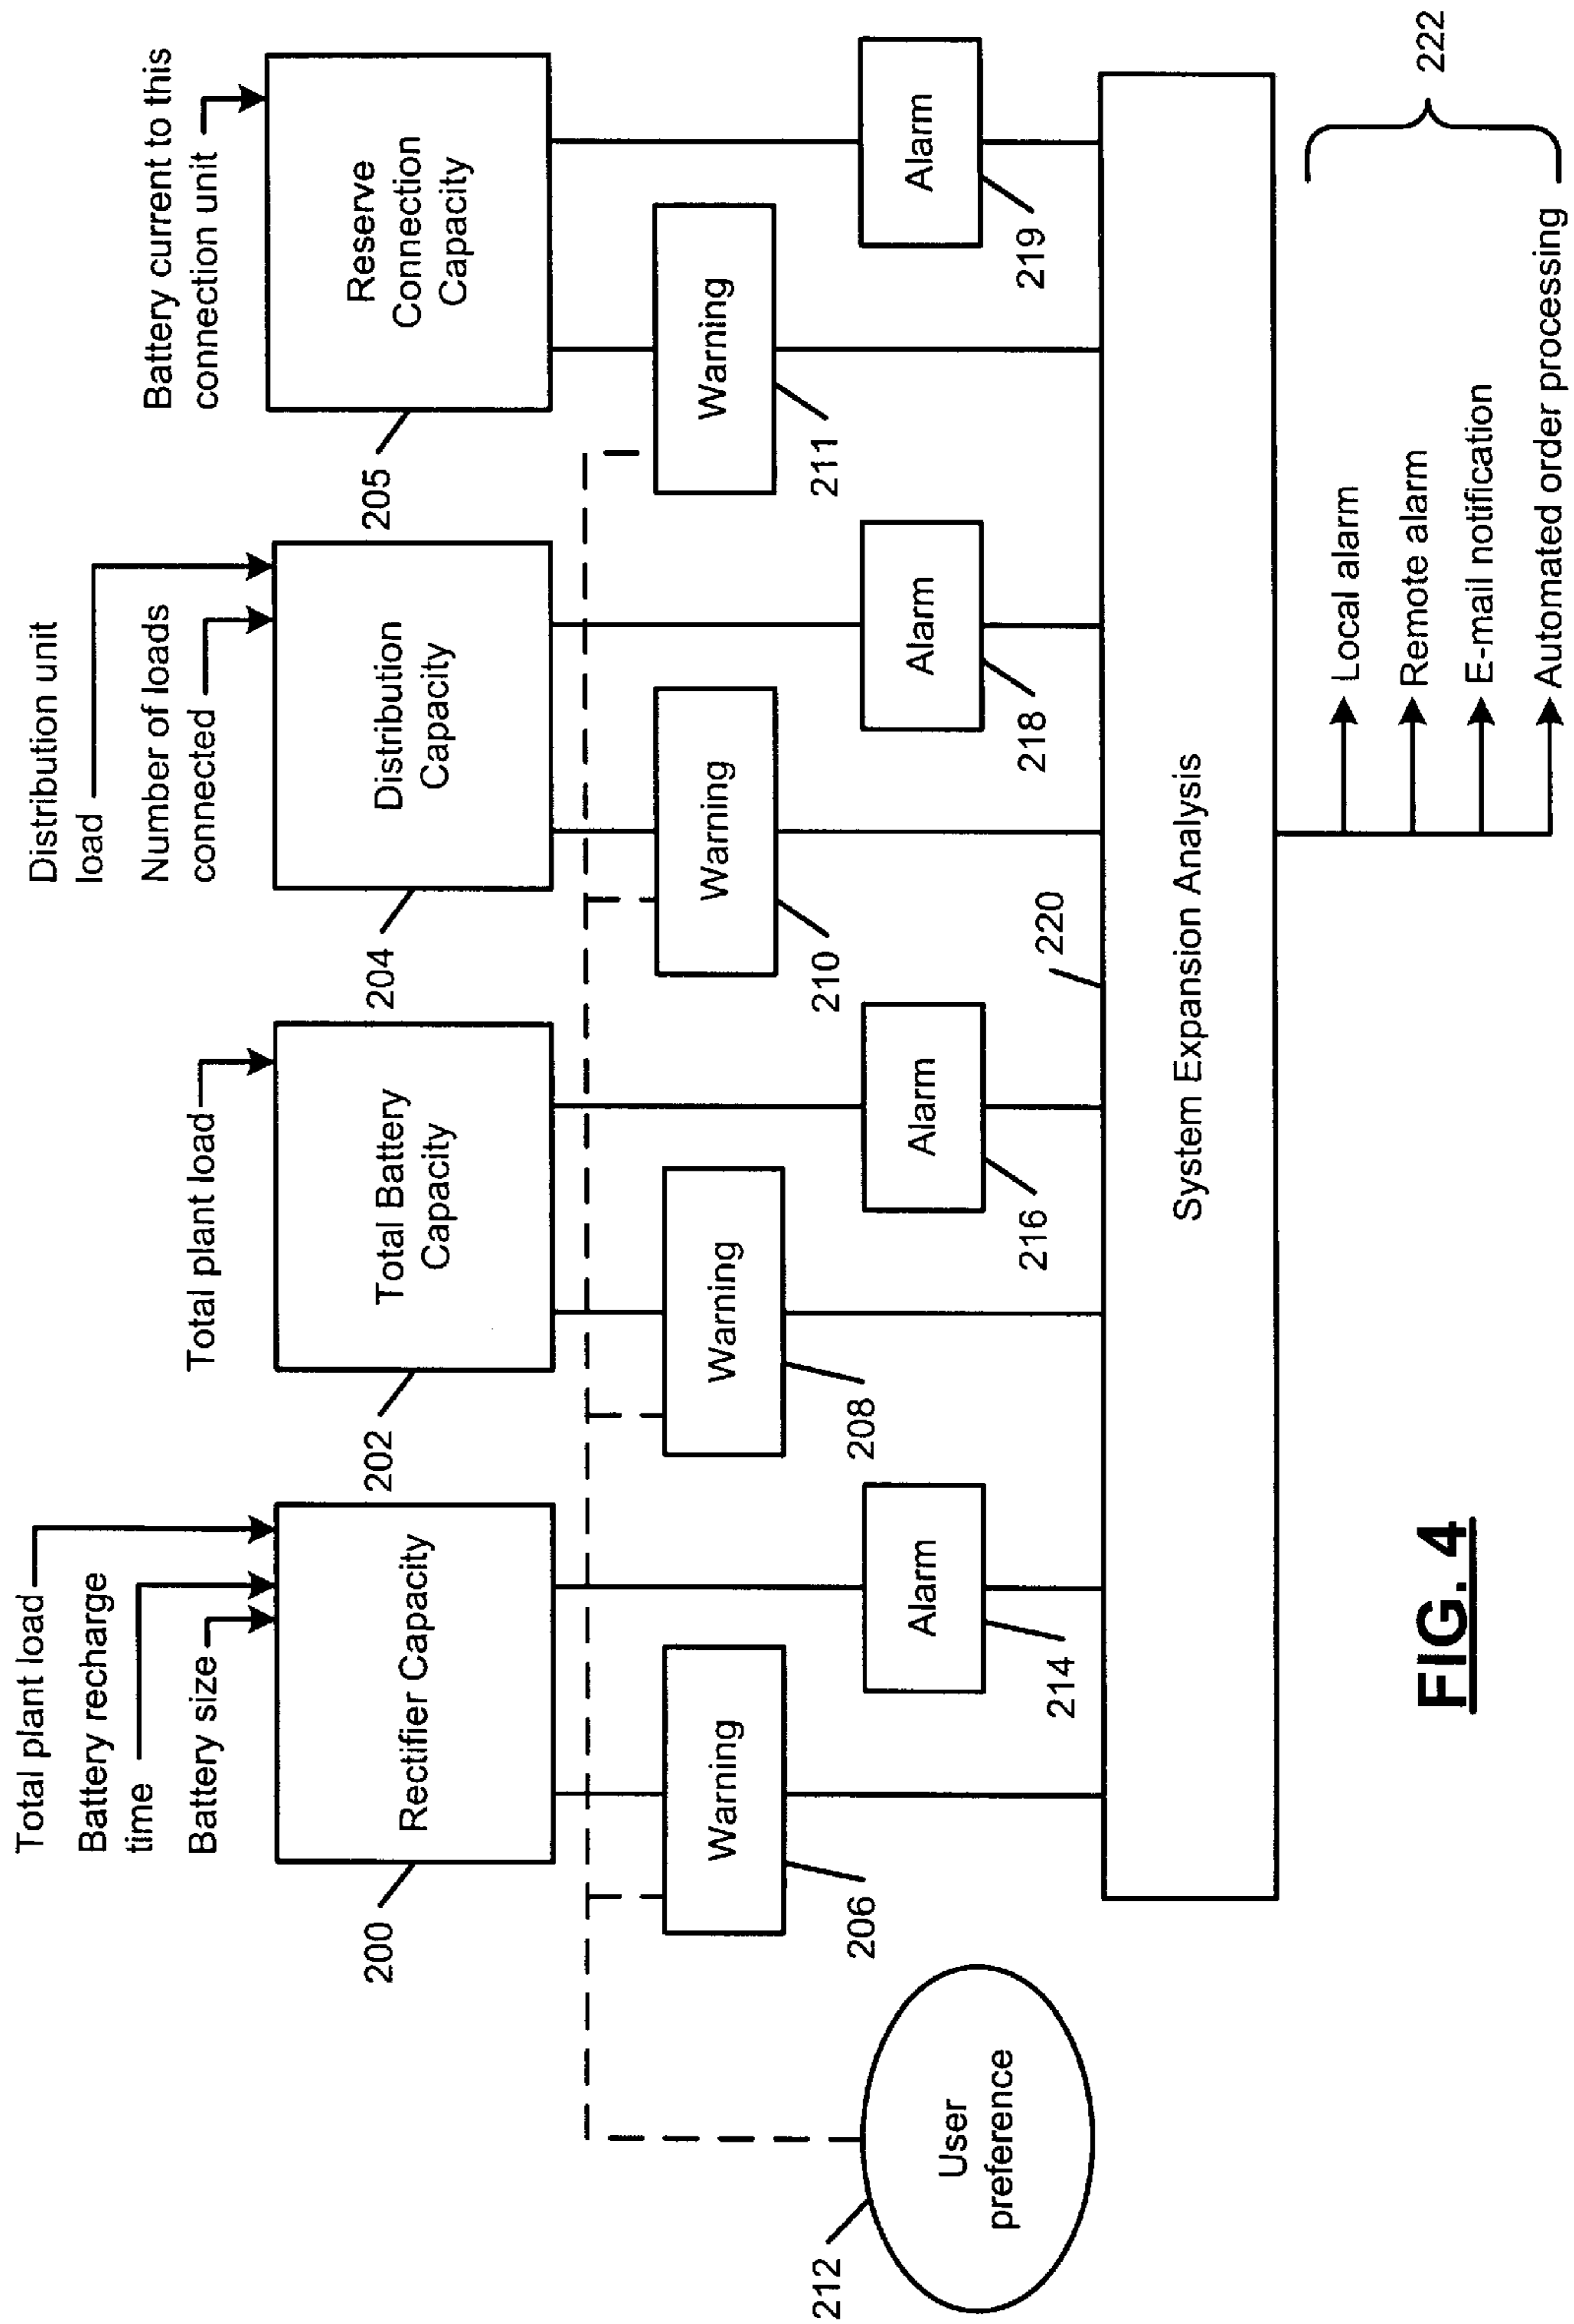 Total plant load
Battery recharge
time
Battery size
Total plant load
Distribution unit
load
Number of loads
connected
Battery current to this
connection unit
200
Rectifier Capacity
202
Total Battery
Capacity
204
Distribution
Capacity
205
Reserve
Connection
Capacity
Warning
206
Warning
208
Warning
210
Warning
211
212
User
preference
Alarm
214
Alarm
216
Alarm
218
Alarm
219
220
System Expansion Analysis
Local alarm
Remote alarm
E-mail notification
Automated order processing
222
FIG. 4